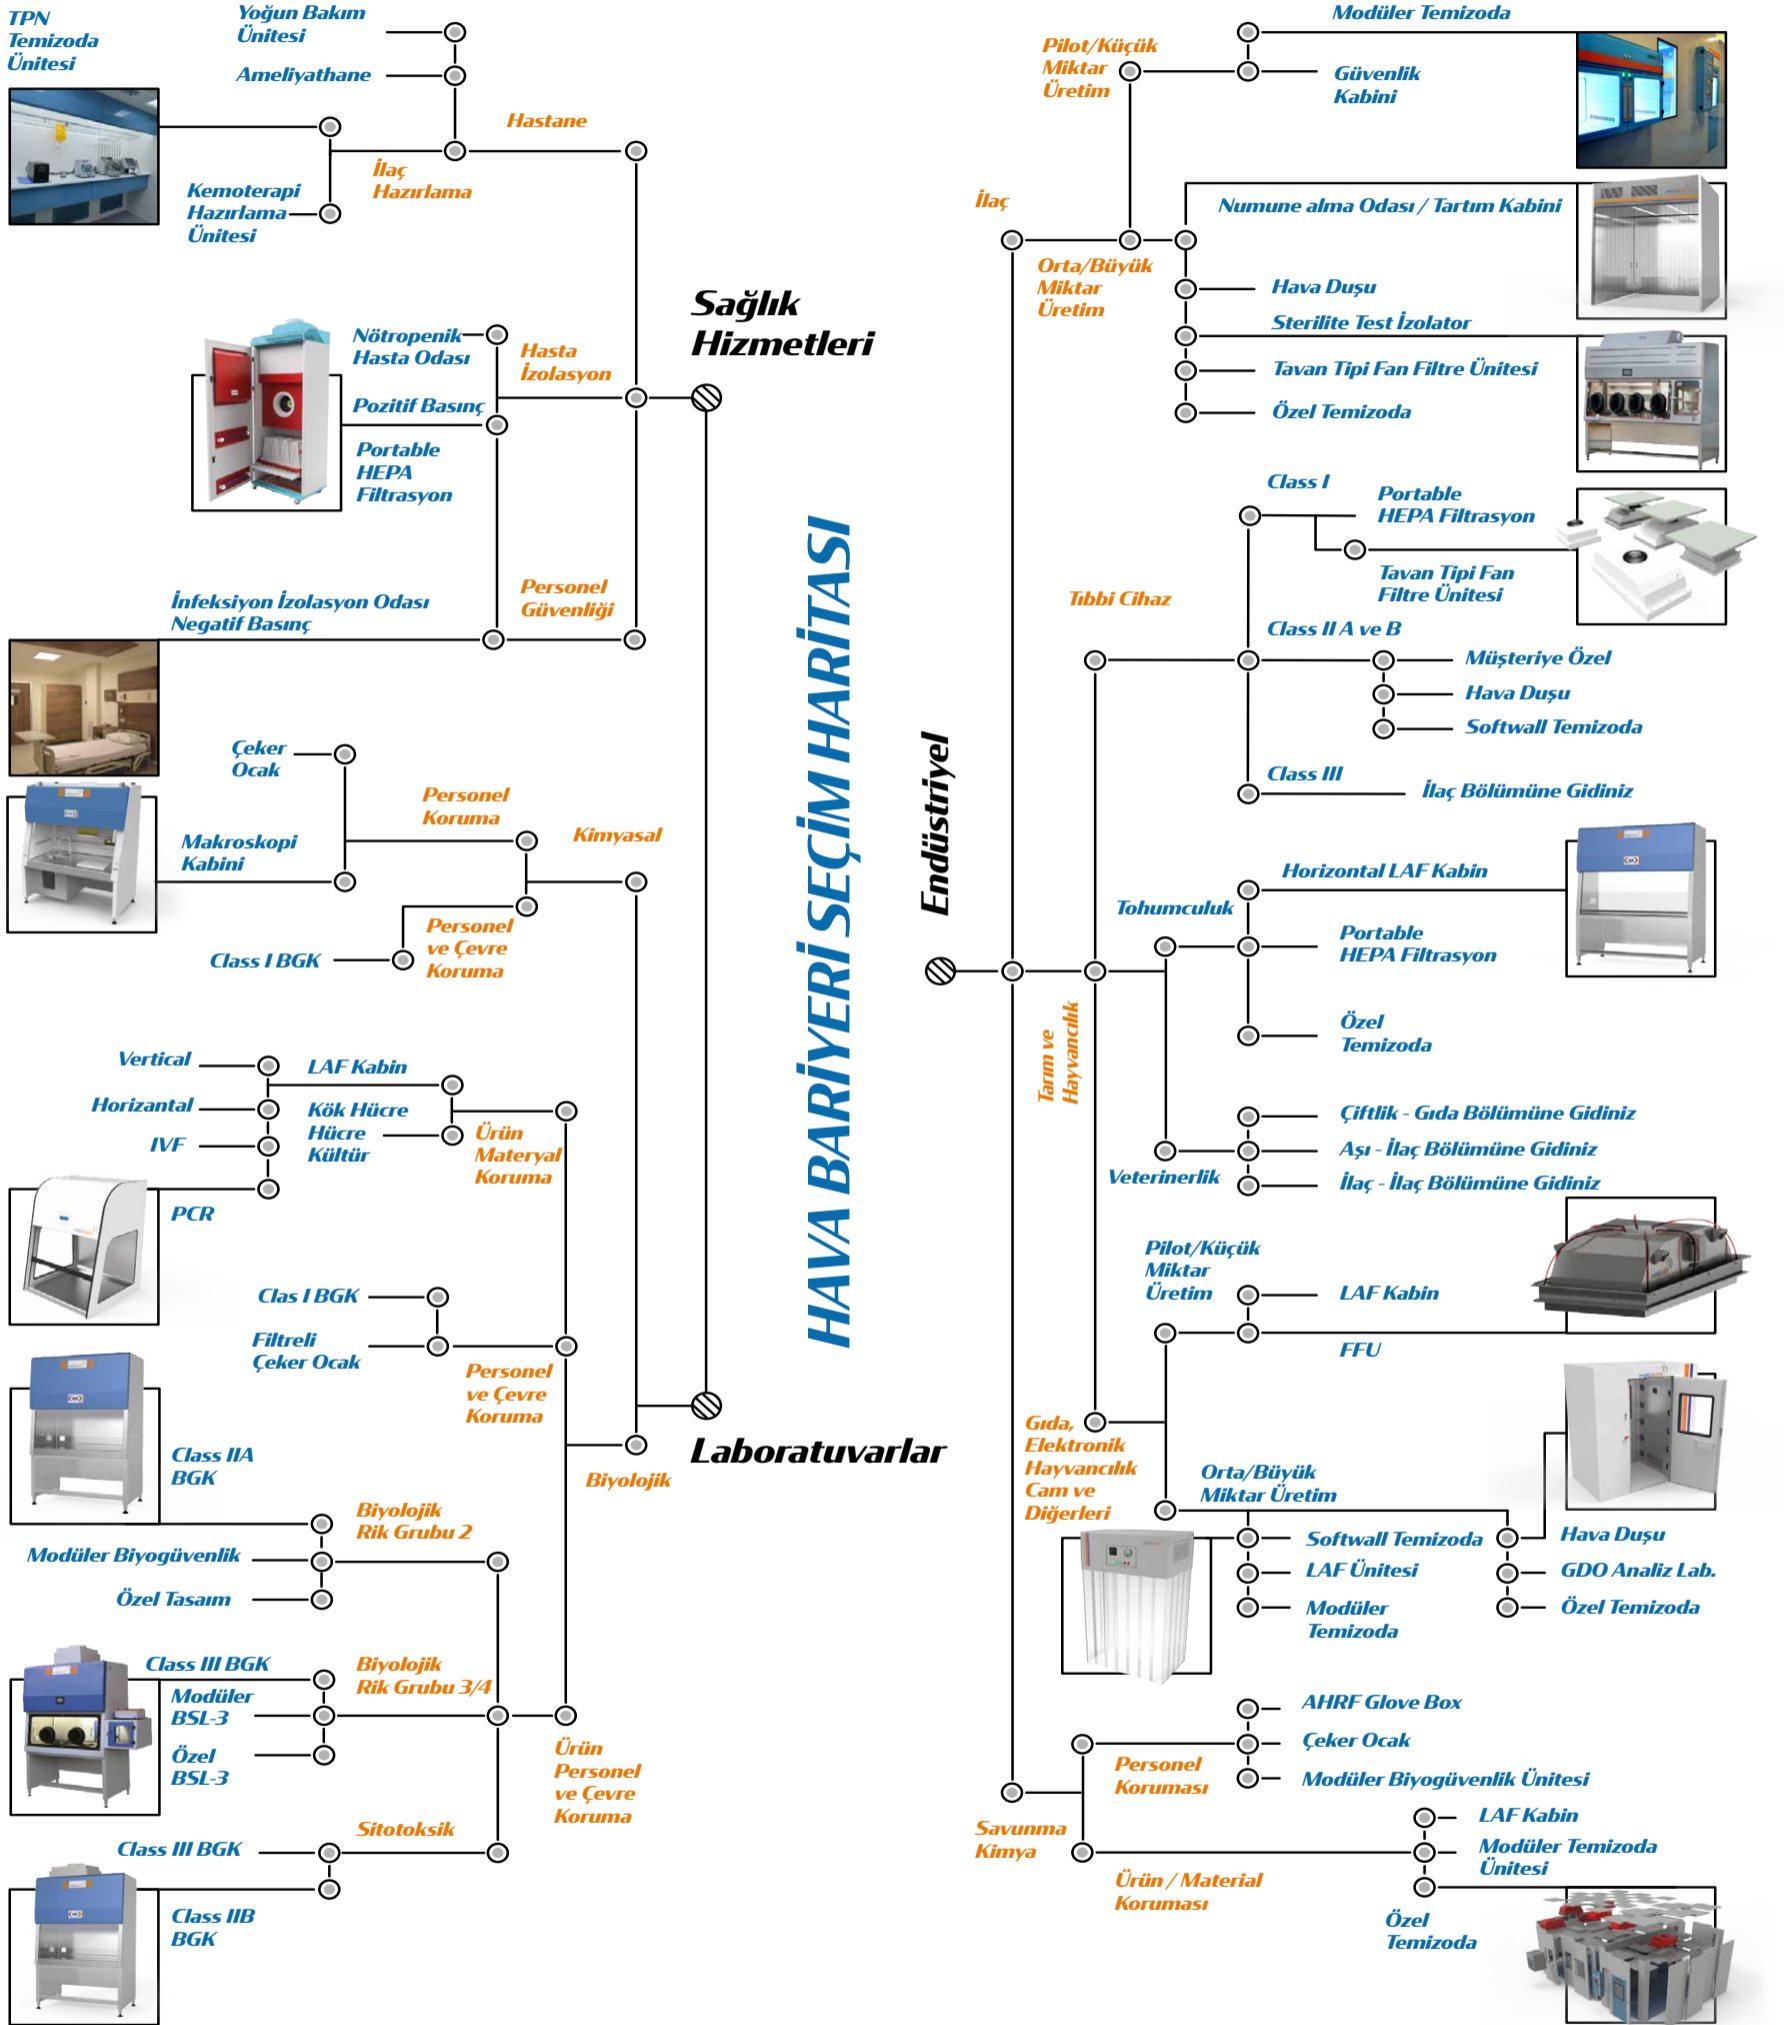 TPN
Temizoda
Ünitesi
Yoğun Bakım
Ünitesi
Ameliyathane
Hastane
İlaç
Hazırlama
Kemoterapi
Hazırlama
Ünitesi
Sağlık
Hizmetleri
Nötropenik
Hasta Odası
Hasta
İzolasyon
Pozitif Basınç
Portable
HEPA
Filtrasyon
Personel
Güvenliği
İnfeksiyon İzolasyon Odası
Negatif Basınç
Çeker
Ocak
Personel
Koruma
Kimyasal
Makroskopi
Kabini
Personel
ve Çevre
Koruma
Class I BGK
Vertical
LAF Kabin
Horizantal
Kök Hücre
Hücre
Kültür
IVF
Ürün
Materyal
Koruma
PCR
Clas I BGK
Filtreli
Çeker Ocak
Personel
ve Çevre
Koruma
Laboratuvarlar
Biyolojik
Class IIA
BGK
Biyolojik
Rik Grubu 2
Modüler Biyogüvenlik
Özel Tasaım
Class III BGK
Biyolojik
Rik Grubu 3/4
Modüler
BSL-3
Özel
BSL-3
Ürün
Personel
ve Çevre
Koruma
Sitotoksik
Class III BGK
Class IIB
BGK
HAVA BARİYERİ SEÇİM HARİTASI
Endüstriyel
Modüler Temizoda
Pilot/Küçük
Miktar
Üretim
Güvenlik
Kabini
İlaç
Numune alma Odası / Tartım Kabini
Orta/Büyük
Miktar
Üretim
Hava Duşu
Sterilite Test İzolator
Tavan Tipi Fan Filtre Ünitesi
Özel Temizoda
Class I
Portable
HEPA Filtrasyon
Tavan Tipi Fan
Filtre Ünitesi
Tıbbi Cihaz
Class II A ve B
Müşteriye Özel
Hava Duşu
Softwall Temizoda
Class III
İlaç Bölümüne Gidiniz
Horizontal LAF Kabin
Tohumculuk
Portable
HEPA Filtrasyon
Özel
Temizoda
Tarım ve
Hayvancılık
Çiftlik - Gıda Bölümüne Gidiniz
Aşı - İlaç Bölümüne Gidiniz
Veterinerlik
İlaç - İlaç Bölümüne Gidiniz
Pilot/Küçük
Miktar
Üretim
LAF Kabin
FFU
Gıda,
Elektronik
Hayvancılık
Cam ve
Diğerleri
Orta/Büyük
Miktar Üretim
Softwall Temizoda
LAF Ünitesi
Modüler
Temizoda
Hava Duşu
GDO Analiz Lab.
Özel Temizoda
AHRF Glove Box
Çeker Ocak
Personel
Koruması
Modüler Biyogüvenlik Ünitesi
Savunma
Kimya
LAF Kabin
Modüler Temizoda
Ünitesi
Ürün / Material
Koruması
Özel
Temizoda